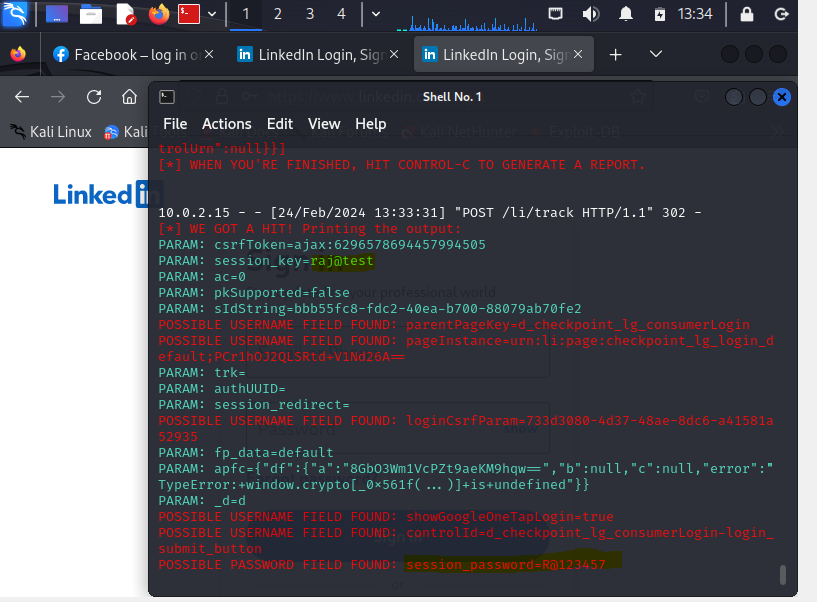 1 2 3 4 13:34
Facebook – log in o LinkedIn Login, Sign LinkedIn Login, Sign
Shell No. 1
Kali Linux Kali
File Actions Edit View Help
trolUrn":null}}]
[*] WHEN YOU'RE FINISHED, HIT CONTROL-C TO GENERATE A REPORT.
LinkedIn
10.0.2.15 - - [24/Feb/2024 13:33:31] "POST /li/track HTTP/1.1" 302 -
[*] WE GOT A HIT! Printing the output:
PARAM: csrfToken=ajax:6296578694457994505
PARAM: session_key=raj@test
PARAM: ac=0
PARAM: pkSupported=false
PARAM: sIdString=bbb55fc8-fdc2-40ea-b700-88079ab70fe2
POSSIBLE USERNAME FIELD FOUND: parentPageKey=d_checkpoint_lg_consumerLogin
POSSIBLE USERNAME FIELD FOUND: pageInstance=urn:li:page:checkpoint_lg_login_d
efault;PCr1hOJ2QLSRtd+V1Nd26A==
PARAM: trk=
PARAM: authUUID=
PARAM: session_redirect=
POSSIBLE USERNAME FIELD FOUND: loginCsrfParam=733d3080-4d37-48ae-8dc6-a41581a
52935
PARAM: fp_data=default
PARAM: apfc={"df":{"a":"8GbO3Wm1VcPZt9aeKM9hqw==","b":null,"c":null,"error":"
TypeError:+window.crypto[_0×561f(...)]+is+undefined"}}
PARAM: _d=d
POSSIBLE USERNAME FIELD FOUND: showGoogleOneTapLogin=true
POSSIBLE USERNAME FIELD FOUND: controlId=d_checkpoint_lg_consumerLogin-login_
submit_button
POSSIBLE PASSWORD FIELD FOUND: session_password=R@123457